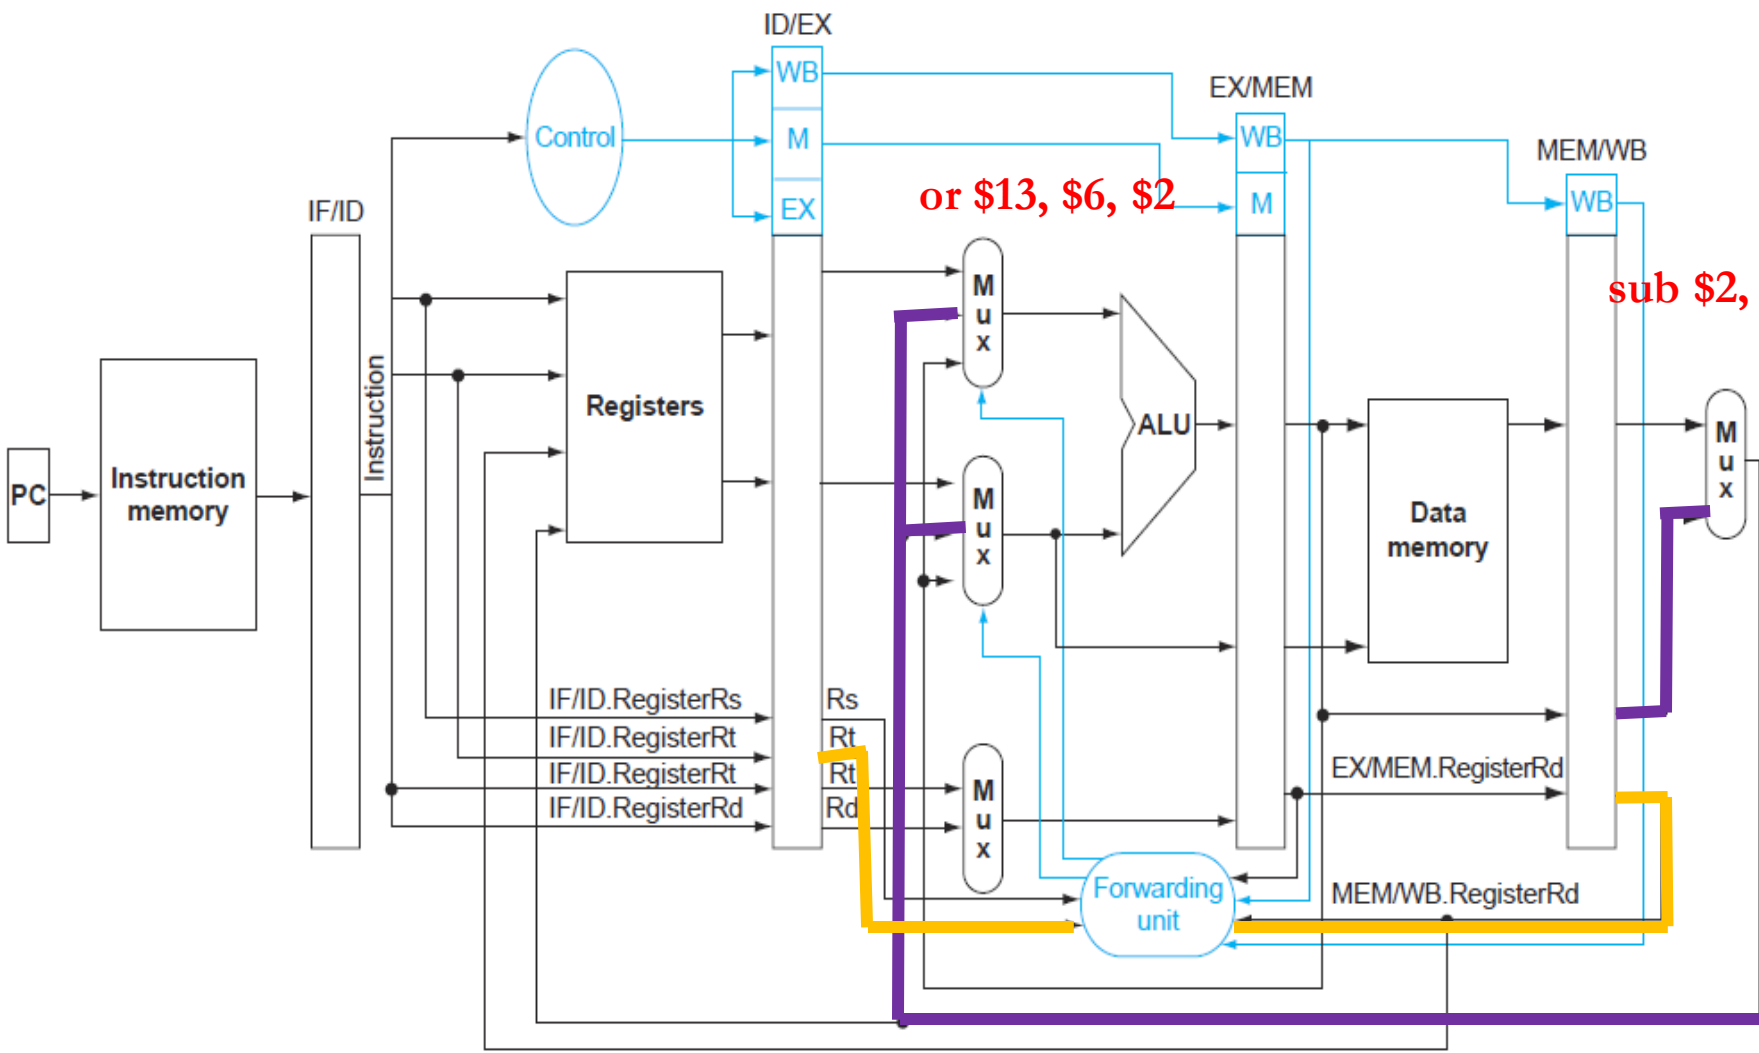 ID/EX
WB
EX/MEM
Control
M
WB
MEM/WB
or $13, $6, $2
IF/ID
EX
M
WB
sub $2,
M
u
x
Instruction
Registers
ALU
M
u
x
PC
Instruction
memory
M
u
x
Data
memory
IF/ID.RegisterRs
Rs
IF/ID.RegisterRt
Rt
IF/ID.RegisterRt
Rt
EX/MEM.RegisterRd
IF/ID.RegisterRd
Rd
M
u
x
Forwarding
unit
MEM/WB.RegisterRd